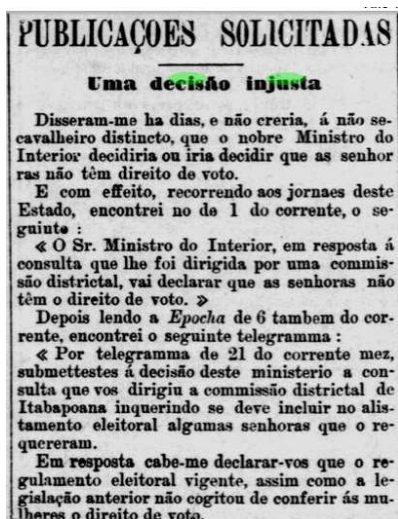 PUBLICAÇOES SOLICITADAS
Uma decisão injusta
Disseram-me ha dias, e não creria, á não se-
cavalheiro distincto, que o nobre Ministro do
Interior decidiria ou iria decidir que as senhor
ras não têm direito de voto.
E com effeito, recorrendo aos jornaes deste
Estado, encontrei no de 1 do corrente, o se-
guinte :
« O Sr. Ministro do Interior, em resposta á
consulta que lhe foi dirigida por uma commis-
são districtal, vai declarar que as senhoras não
têm o direito de voto. »
Depois lendo a Epocha de 6 tambem do cor-
rente, encontrei o seguinte telegramma :
« Por telegramma de 21 do corrente mez,
submettestes á decisão deste ministerio a con-
sulta que vos dirigiu a commissão districtal de
Itabapoana inquerindo se deve incluir no alis-
tamento eleitoral algumas senhoras que o re-
quereram.
Em resposta cabe-me declarar-vos que o re-
gulamento eleitoral vigente, assim como a le-
gislação anterior não cogitou de conferir ás mu-
lheres o direito de voto.